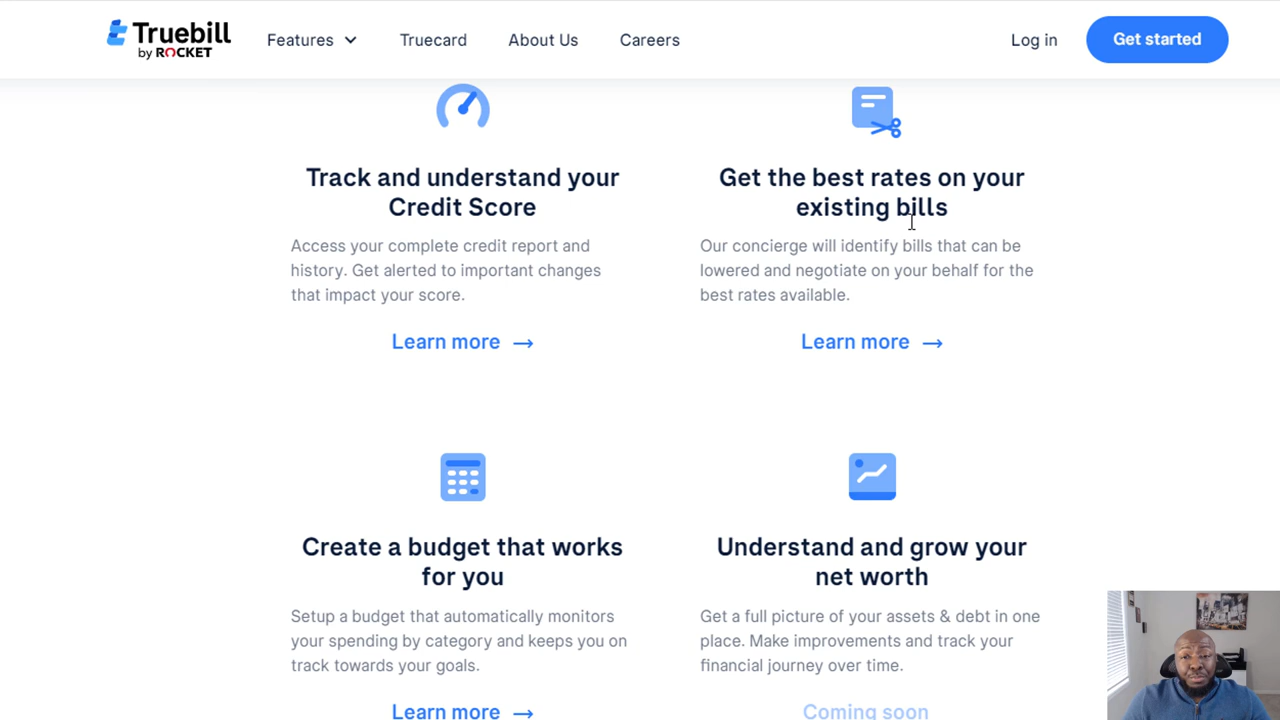 Truebill
by ROCKET
Features
Truecard
About Us
Careers
Log in
Get started
Track and understand your
Credit Score
Access your complete credit report and
history. Get alerted to important changes
that impact your score.
Learn more →
Get the best rates on your
existing bills
Our concierge will identify bills that can be
lowered and negotiate on your behalf for the
best rates available.
Learn more →
Create a budget that works
for you
Setup a budget that automatically monitors
your spending by category and keeps you on
track towards your goals.
Learn more →
Understand and grow your
net worth
Get a full picture of your assets & debt in one
place. Make improvements and track your
financial journey over time.
Coming soon